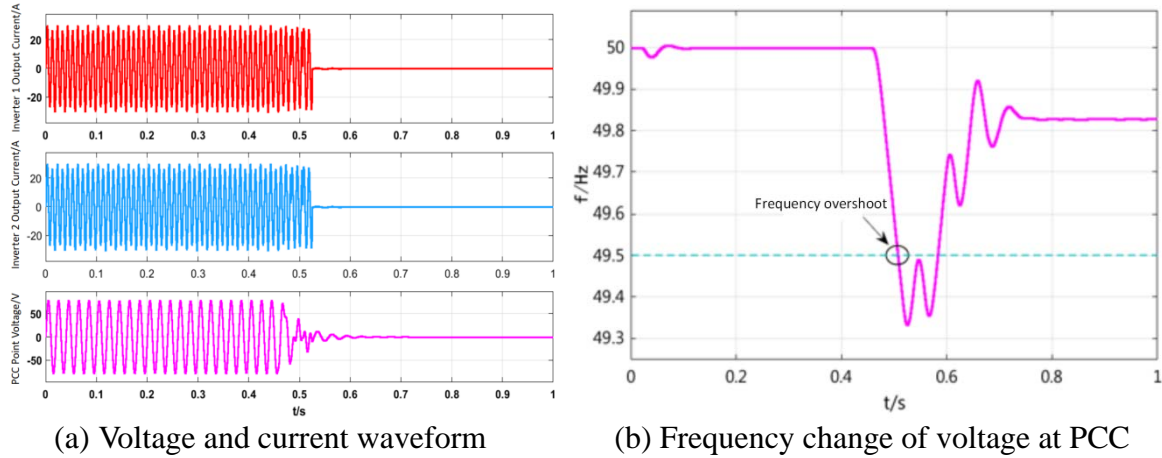 Inverter 1 Output Current/A
20
0
-20
0 0.1 0.2 0.3 0.4 0.5 0.6 0.7 0.8 0.9 1
Inverter 2 Output Current/A
20
0
-20
0 0.1 0.2 0.3 0.4 0.5 0.6 0.7 0.8 0.9 1
PCC Point Voltage/V
50
0
-50
0 0.1 0.2 0.3 0.4 0.5 0.6 0.7 0.8 0.9 1
t/s
(a) Voltage and current waveform
f/Hz
50
49.9
49.8
49.7
49.6
49.5
49.4
49.3
Frequency overshoot
0 0.2 0.4 0.6 0.8 1
t/s
(b) Frequency change of voltage at PCC